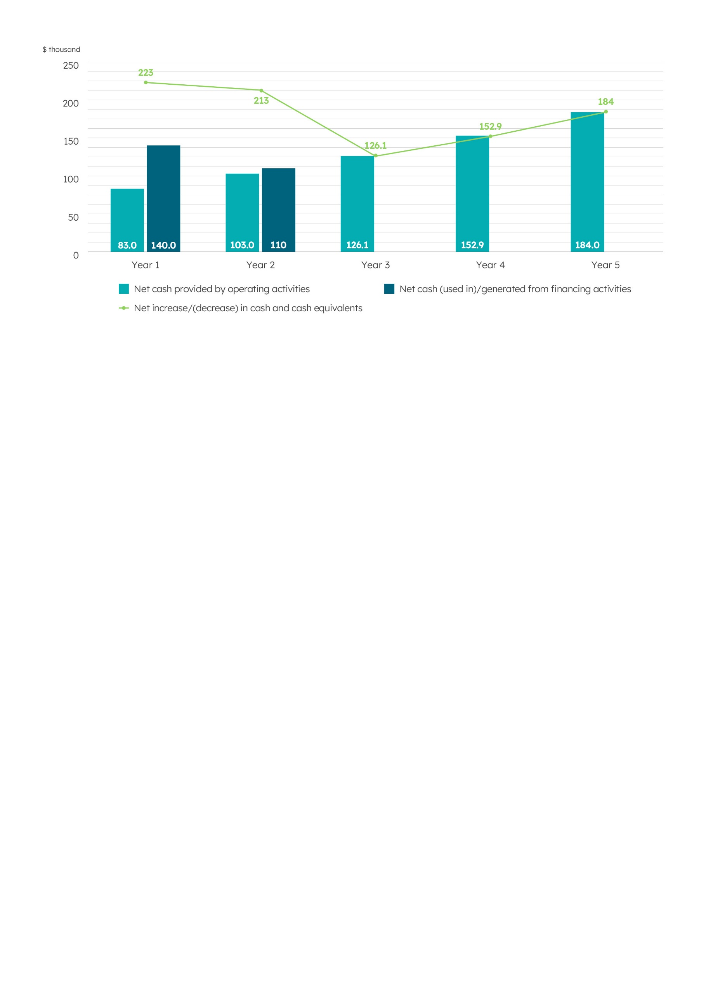 $ thousand
250
200
150
100
50
0
223
213
126.1
152.9
184
83.0 140.0 103.0 110 126.1 152.9 184.0
Year 1 Year 2 Year 3 Year 4 Year 5
Net cash provided by operating activities
Net cash (used in)/generated from financing activities
Net increase/(decrease) in cash and cash equivalents